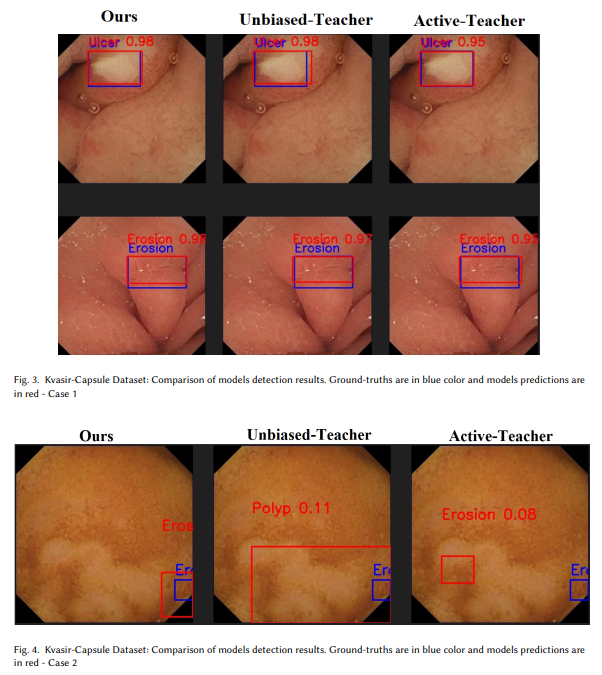 Ours Unbiased-Teacher Active-Teacher
Ulcer 0.98 Ulcer 0.98 Ulcer 0.95
Erosion 0.98 Erosion 0.97 Erosion 0.95
Erosion Erosion Erosion
Fig. 3. Kvasir-Capsule Dataset: Comparison of models detection results. Ground-truths are in blue color and models predictions are
in red - Case 1
Ours Unbiased-Teacher Active-Teacher
Polyp 0.11
Erosion 0.08
Eros
Er Er Er
Fig. 4. Kvasir-Capsule Dataset: Comparison of models detection results. Ground-truths are in blue color and models predictions are
in red - Case 2